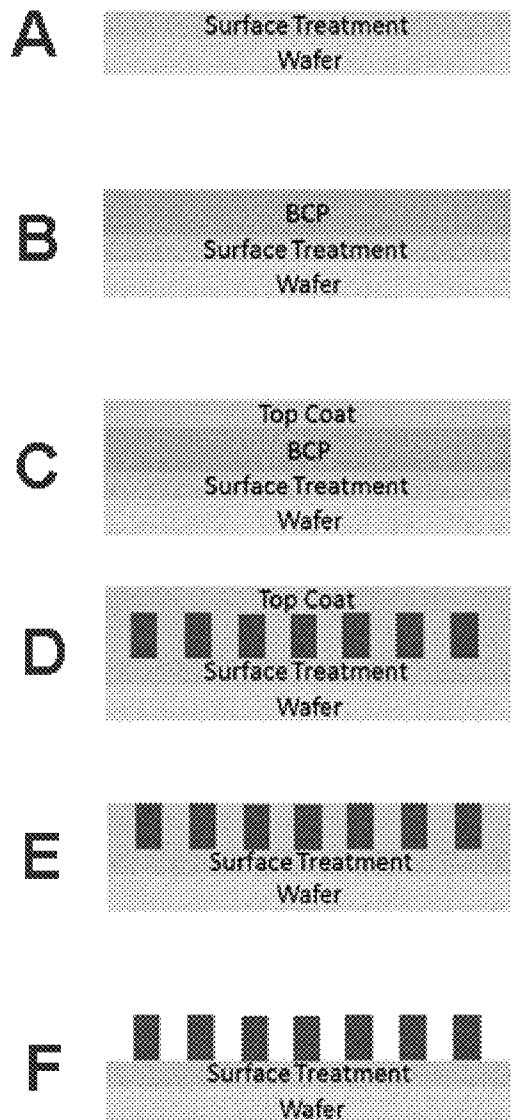 A
Surface Treatment
Wafer
B
BCP
Surface Treatment
Wafer
C
Top Coat
BCP
Surface Treatment
Wafer
D
Top Coat
Surface Treatment
Wafer
E
Surface Treatment
Wafer
F
Surface Treatment
Wafer